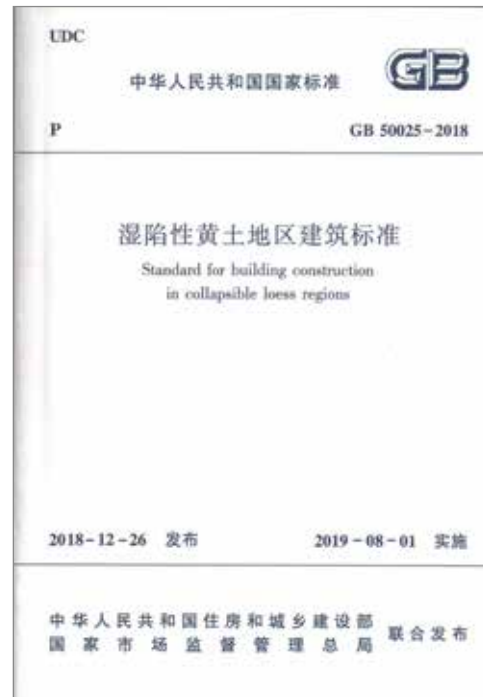 UDC
中华人民共和国国家标准
GB
P
GB 50025-2018
湿陷性黄土地区建筑标准
Standard for building construction
in collapsible loess regions
2018-12-26 发布
2019-08-01 实施
中华人民共和国住房和城乡建设部
国家市场监督管理总局
联合发布